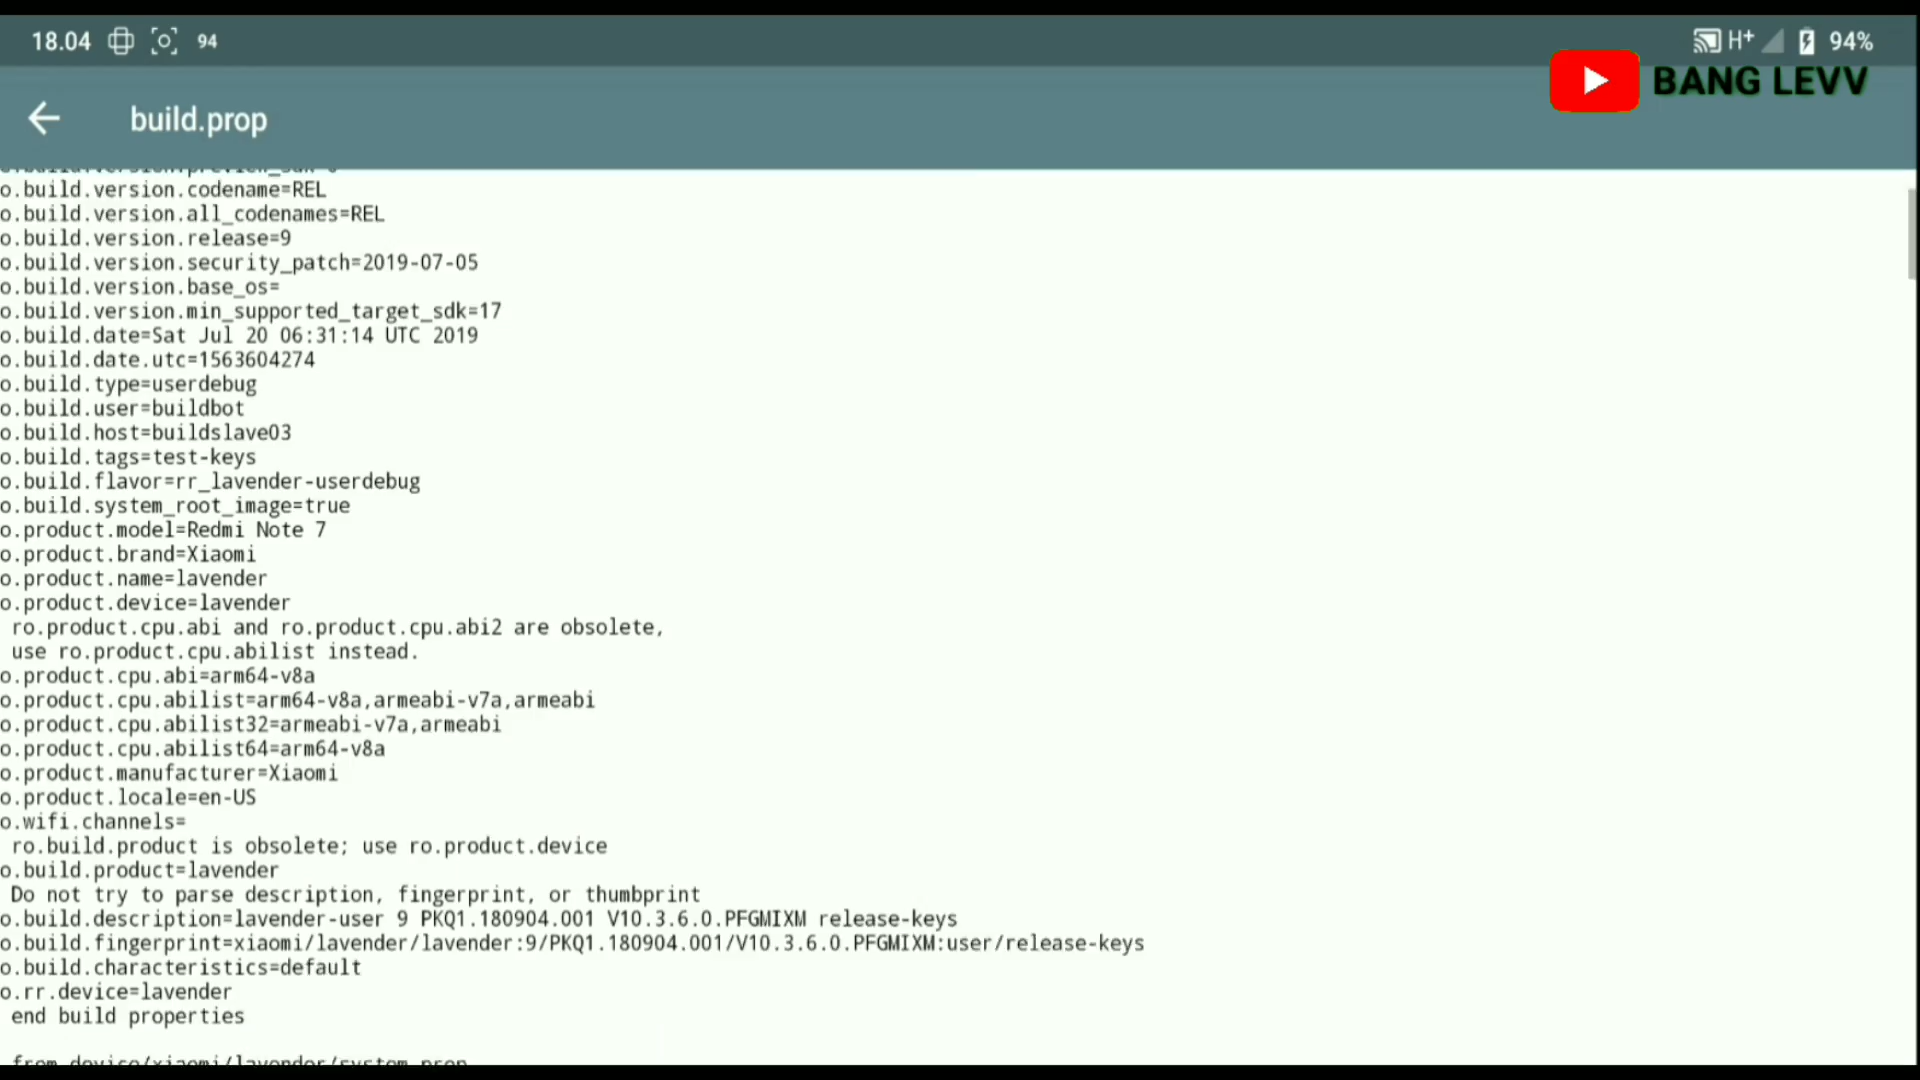 18.04 94 H+ 94%
BANG LEVV
build.prop
o.build.version.codename=REL
o.build.version.all_codenames=REL
o.build.version.release=9
o.build.version.security_patch=2019-07-05
o.build.version.base_os=
o.build.version.min_supported_target_sdk=17
o.build.date=Sat Jul 20 06:31:14 UTC 2019
o.build.date.utc=1563604274
o.build.type=userdebug
o.build.user=buildbot
o.build.host=buildslave03
o.build.tags=test-keys
o.build.flavor=rr_lavender-userdebug
o.build.system_root_image=true
o.product.model=Redmi Note 7
o.product.brand=Xiaomi
o.product.name=lavender
o.product.device=lavender
ro.product.cpu.abi and ro.product.cpu.abi2 are obsolete,
use ro.product.cpu.abilist instead.
o.product.cpu.abi=arm64-v8a
o.product.cpu.abilist=arm64-v8a,armeabi-v7a,armeabi
o.product.cpu.abilist32=armeabi-v7a,armeabi
o.product.cpu.abilist64=arm64-v8a
o.product.manufacturer=Xiaomi
o.product.locale=en-US
o.wifi.channels=
ro.build.product is obsolete; use ro.product.device
o.build.product=lavender
Do not try to parse description, fingerprint, or thumbprint
o.build.description=lavender-user 9 PKQ1.180904.001 V10.3.6.0.PFGMIXM release-keys
o.build.fingerprint=xiaomi/lavender/lavender:9/PKQ1.180904.001/V10.3.6.0.PFGMIXM:user/release-keys
o.build.characteristics=default
o.rr.device=lavender
end build properties
from device/xiaomi/lavender/system.prop